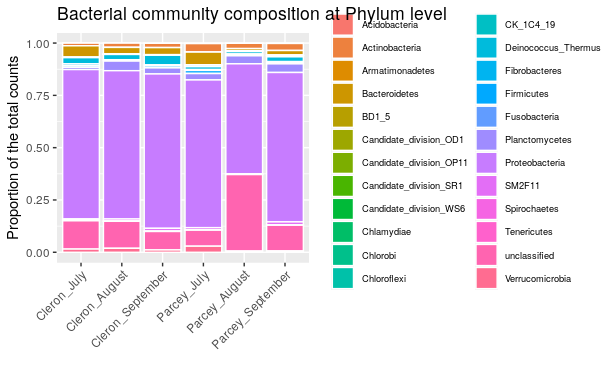 Bacterial community composition at Phylum level
Proportion of the total counts
1.00
0.75
0.50
0.25
0.00
Cleron_July
Cleron_August
Cleron_September
Parcey_July
Parcey_August
Parcey_September
Acidobacteria
Actinobacteria
Armatimonadetes
Bacteroidetes
BD1_5
Candidate_division_OD1
Candidate_division_OP11
Candidate_division_SR1
Candidate_division_WS6
Chlamydiae
Chlorobi
Chloroflexi
CK_1C4_19
Deinococcus_Thermus
Fibrobacteres
Firmicutes
Fusobacteria
Planctomycetes
Proteobacteria
SM2F11
Spirochaetes
Tenericutes
unclassified
Verrucomicrobia